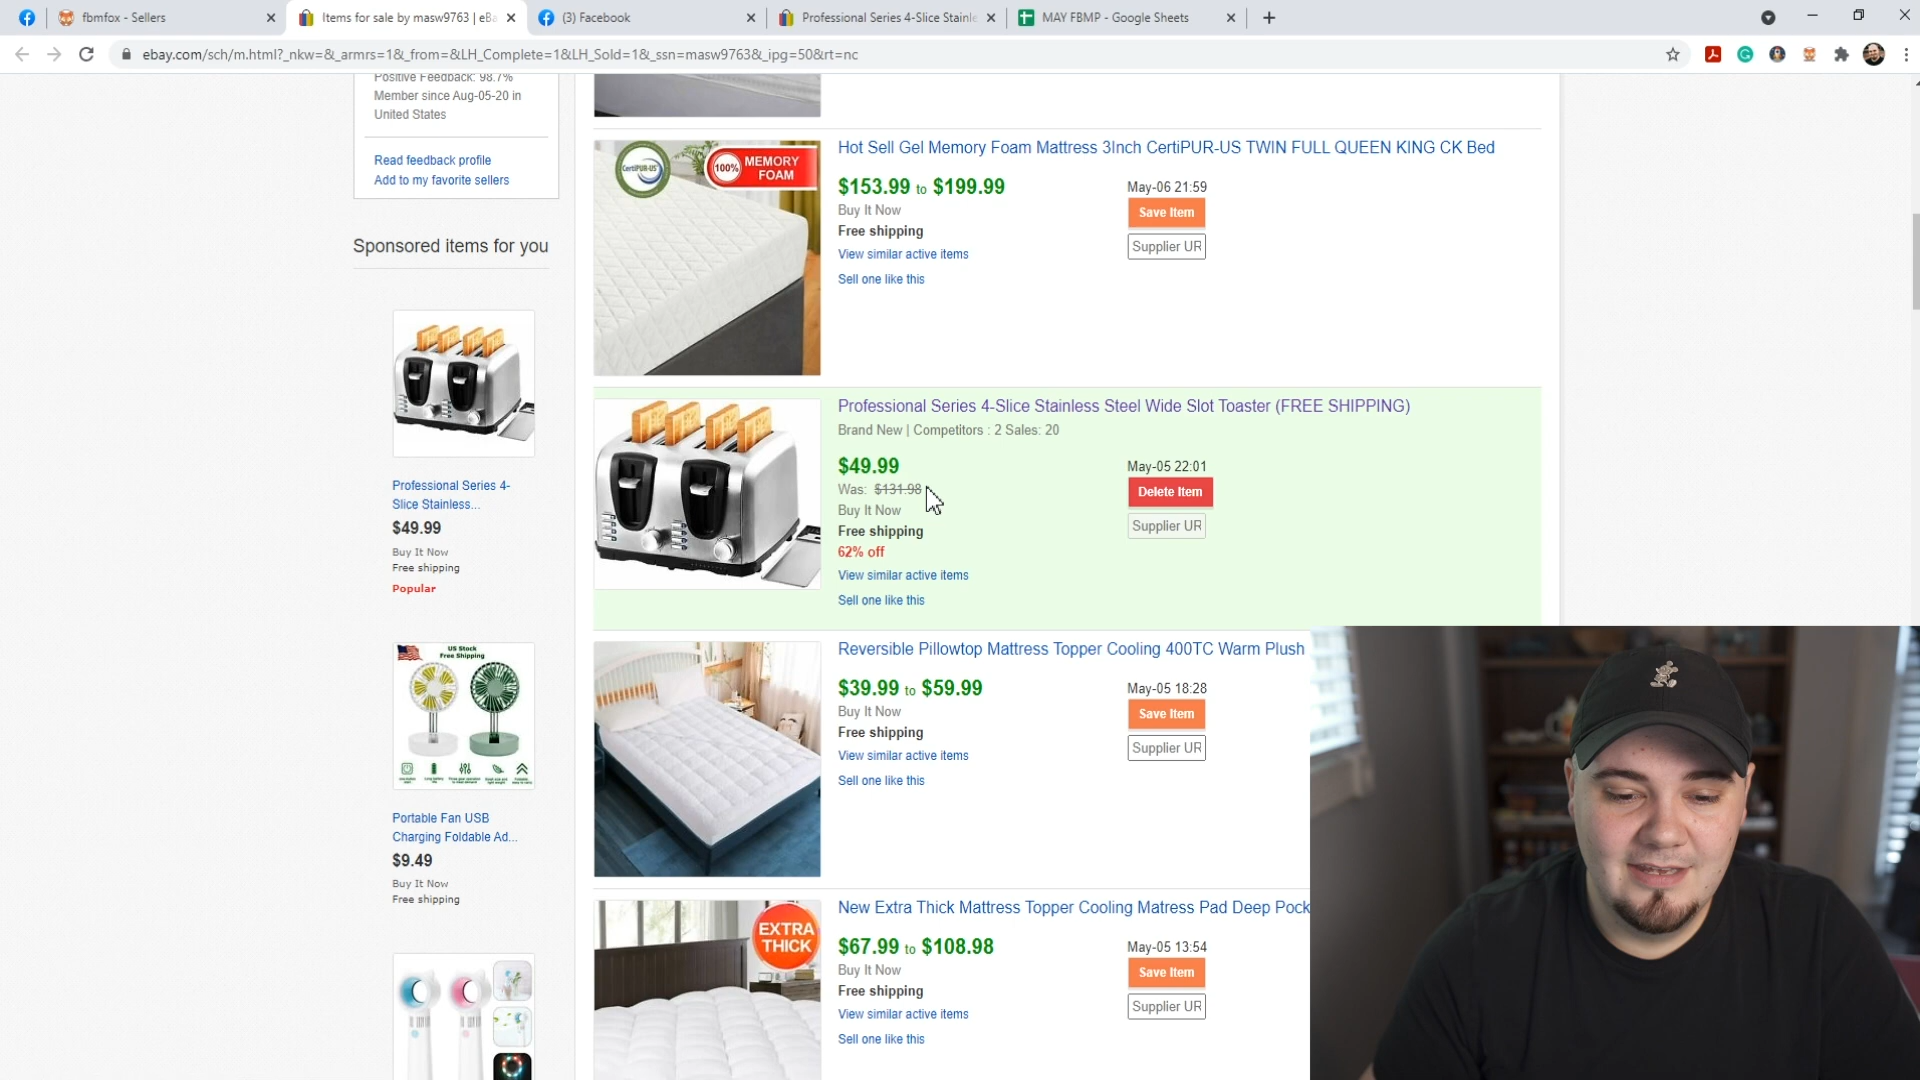 fbmfox - Sellers
Items for sale by masw9763 | eBa
(3) Facebook
Professional Series 4-Slice Stainle
MAY FBMP - Google Sheets
ebay.com/sch/m.html?_nkw=&_armrs=1&_from=&LH_Complete=1&LH_Sold=1&_ssn=masw9763&_ipg=50&rt=nc
Positive Feedback: 98.7%
Member since Aug-05-20 in
United States
Read feedback profile
Add to my favorite sellers
Sponsored items for you
Professional Series 4-
Slice Stainless...
$49.99
Buy It Now
Free shipping
Popular
US Stock
Free Shipping
Portable Fan USB
Charging Foldable Ad...
$9.49
Buy It Now
Free shipping
CertiPUR-US
100% MEMORY FOAM
Hot Sell Gel Memory Foam Mattress 3Inch CertiPUR-US TWIN FULL QUEEN KING CK Bed
$153.99 to $199.99
May-06 21:59
Buy It Now
Save Item
Free shipping
Supplier UR
View similar active items
Sell one like this
Professional Series 4-Slice Stainless Steel Wide Slot Toaster (FREE SHIPPING)
Brand New | Competitors : 2 Sales: 20
$49.99
May-05 22:01
Was: $131.98
Delete Item
Buy It Now
Free shipping
Supplier UR
62% off
View similar active items
Sell one like this
Reversible Pillowtop Mattress Topper Cooling 400TC Warm Plush
$39.99 to $59.99
May-05 18:28
Buy It Now
Save Item
Free shipping
Supplier UR
View similar active items
Sell one like this
EXTRA
THICK
New Extra Thick Mattress Topper Cooling Matress Pad Deep Pock
$67.99 to $108.98
May-05 13:54
Buy It Now
Save Item
Free shipping
Supplier UR
View similar active items
Sell one like this